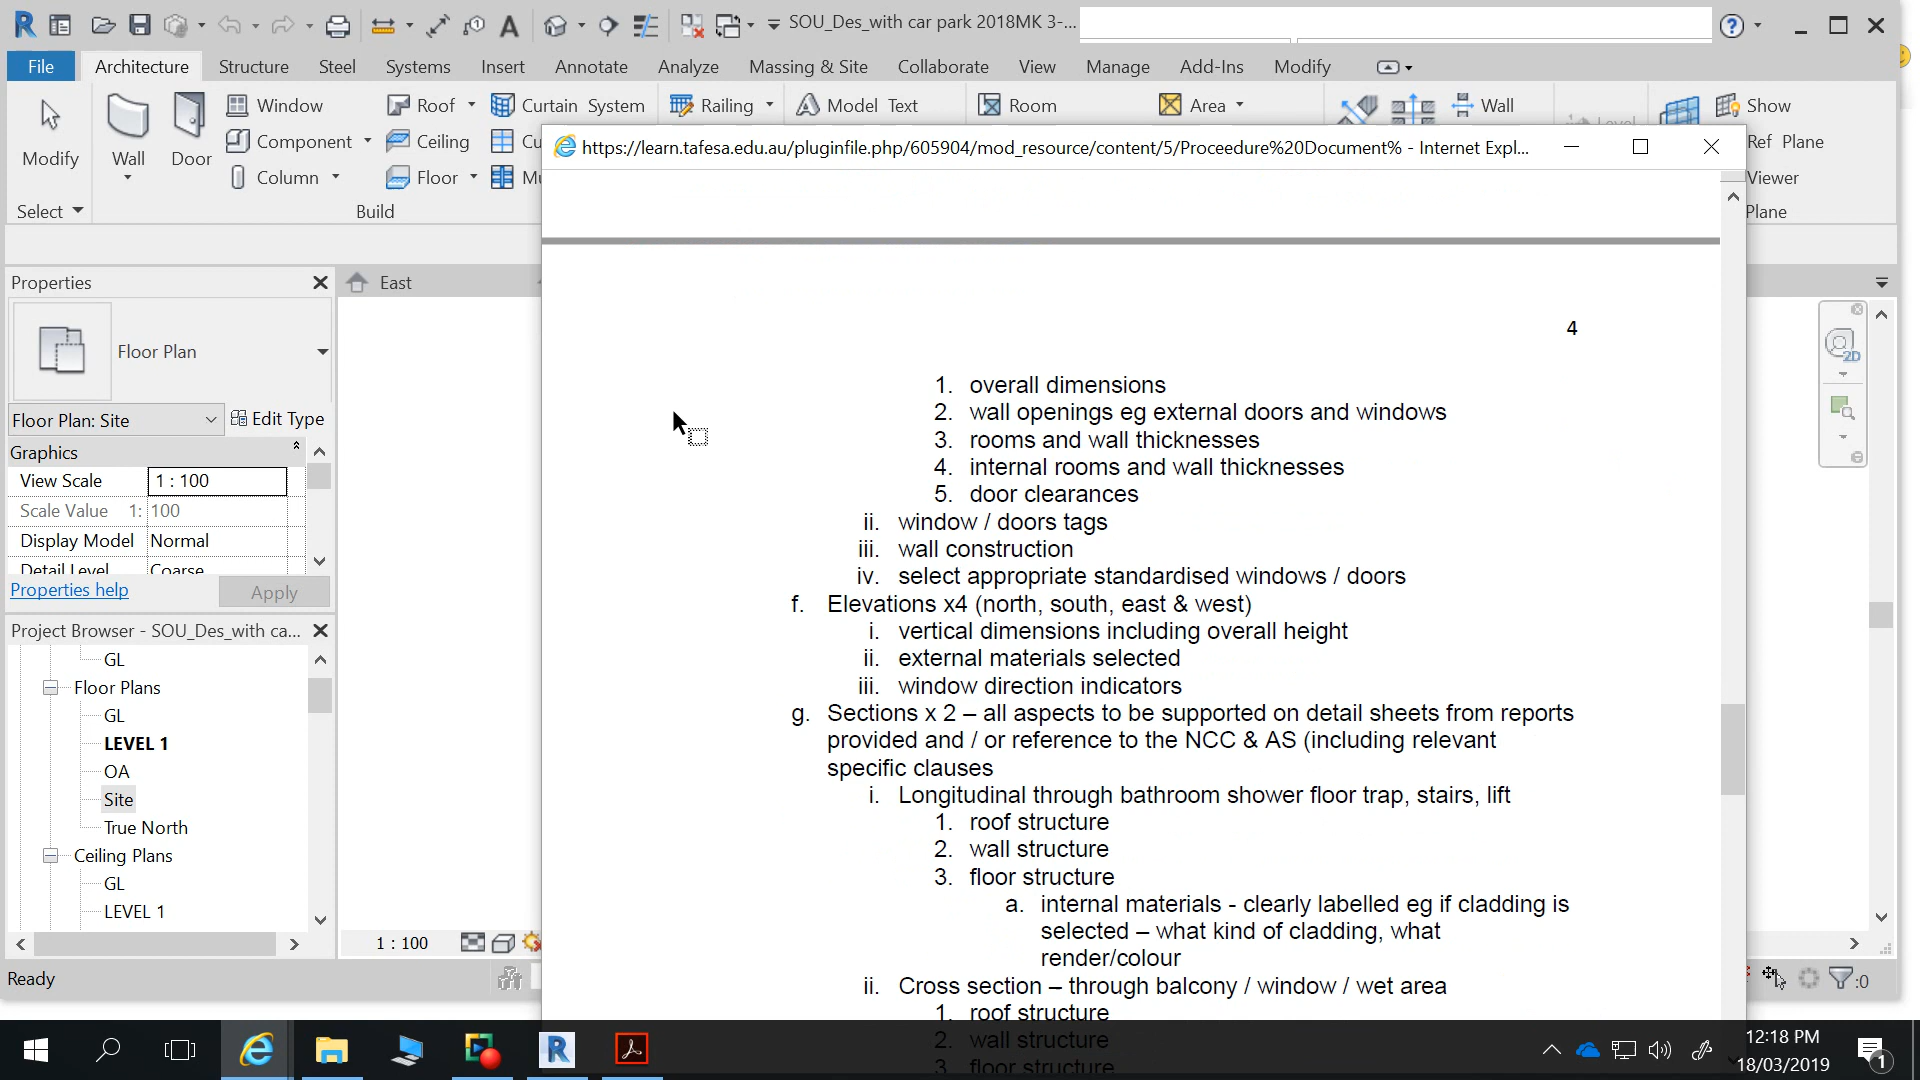 SOU_Des_with car park 2018MK 3-...
File Architecture Structure Steel Systems Insert Annotate Analyze Massing & Site Collaborate View Manage Add-Ins Modify
Window Roof Curtain System Railing Model Text Room Area Wall Show
Component Ceiling Cu Ref Plane
Modify Wall Door Column Floor Mu Viewer
Select Build Plane
https://learn.tafesa.edu.au/pluginfile.php/605904/mod_resource/content/5/Proceedure%20Document% - Internet Expl...
Properties
East
Floor Plan
Floor Plan: Site Edit Type
Graphics
View Scale 1 : 100
Scale Value 1: 100
Display Model Normal
Detail Level Coarse
Properties help Apply
Project Browser - SOU_Des_with ca...
GL
Floor Plans
GL
LEVEL 1
OA
Site
True North
Ceiling Plans
GL
LEVEL 1
1 : 100
Ready
4
1. overall dimensions
2. wall openings eg external doors and windows
3. rooms and wall thicknesses
4. internal rooms and wall thicknesses
5. door clearances
ii. window / doors tags
iii. wall construction
iv. select appropriate standardised windows / doors
f. Elevations x4 (north, south, east & west)
i. vertical dimensions including overall height
ii. external materials selected
iii. window direction indicators
g. Sections x 2 – all aspects to be supported on detail sheets from reports
provided and / or reference to the NCC & AS (including relevant
specific clauses
i. Longitudinal through bathroom shower floor trap, stairs, lift
1. roof structure
2. wall structure
3. floor structure
a. internal materials - clearly labelled eg if cladding is
selected – what kind of cladding, what
render/colour
ii. Cross section – through balcony / window / wet area
1. roof structure
2. wall structure
3. floor structure
2D
:0
12:18 PM
18/03/2019
1